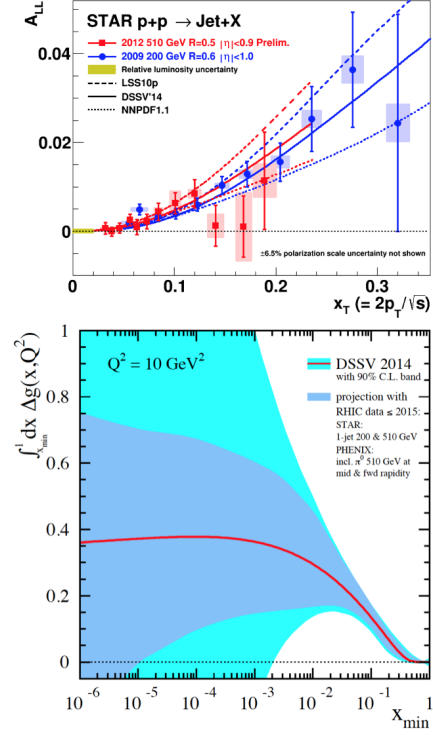 A_LL
STAR p+p → Jet+X
2012 510 GeV R=0.5 |η|<0.9 Prelim.
2009 200 GeV R=0.6 |η|<1.0
Relative luminosity uncertainty
LSS10p
DSSV'14
NNPDF1.1
0.04
0.02
0
±6.5% polarization scale uncertainty not shown
0 0.1 0.2 0.3
x_T (= 2p_T/√s)
∫_{x_min}^1 dx Δg(x,Q²)
Q² = 10 GeV²
DSSV 2014
with 90% C.L. band
projection with
RHIC data ≤ 2015:
STAR:
1-jet 200 & 510 GeV
PHENIX:
incl. π⁰ 510 GeV at
mid & fwd rapidity
1
0.8
0.6
0.4
0.2
0
10⁻⁶ 10⁻⁵ 10⁻⁴ 10⁻³ 10⁻² 10⁻¹ 1
x_min